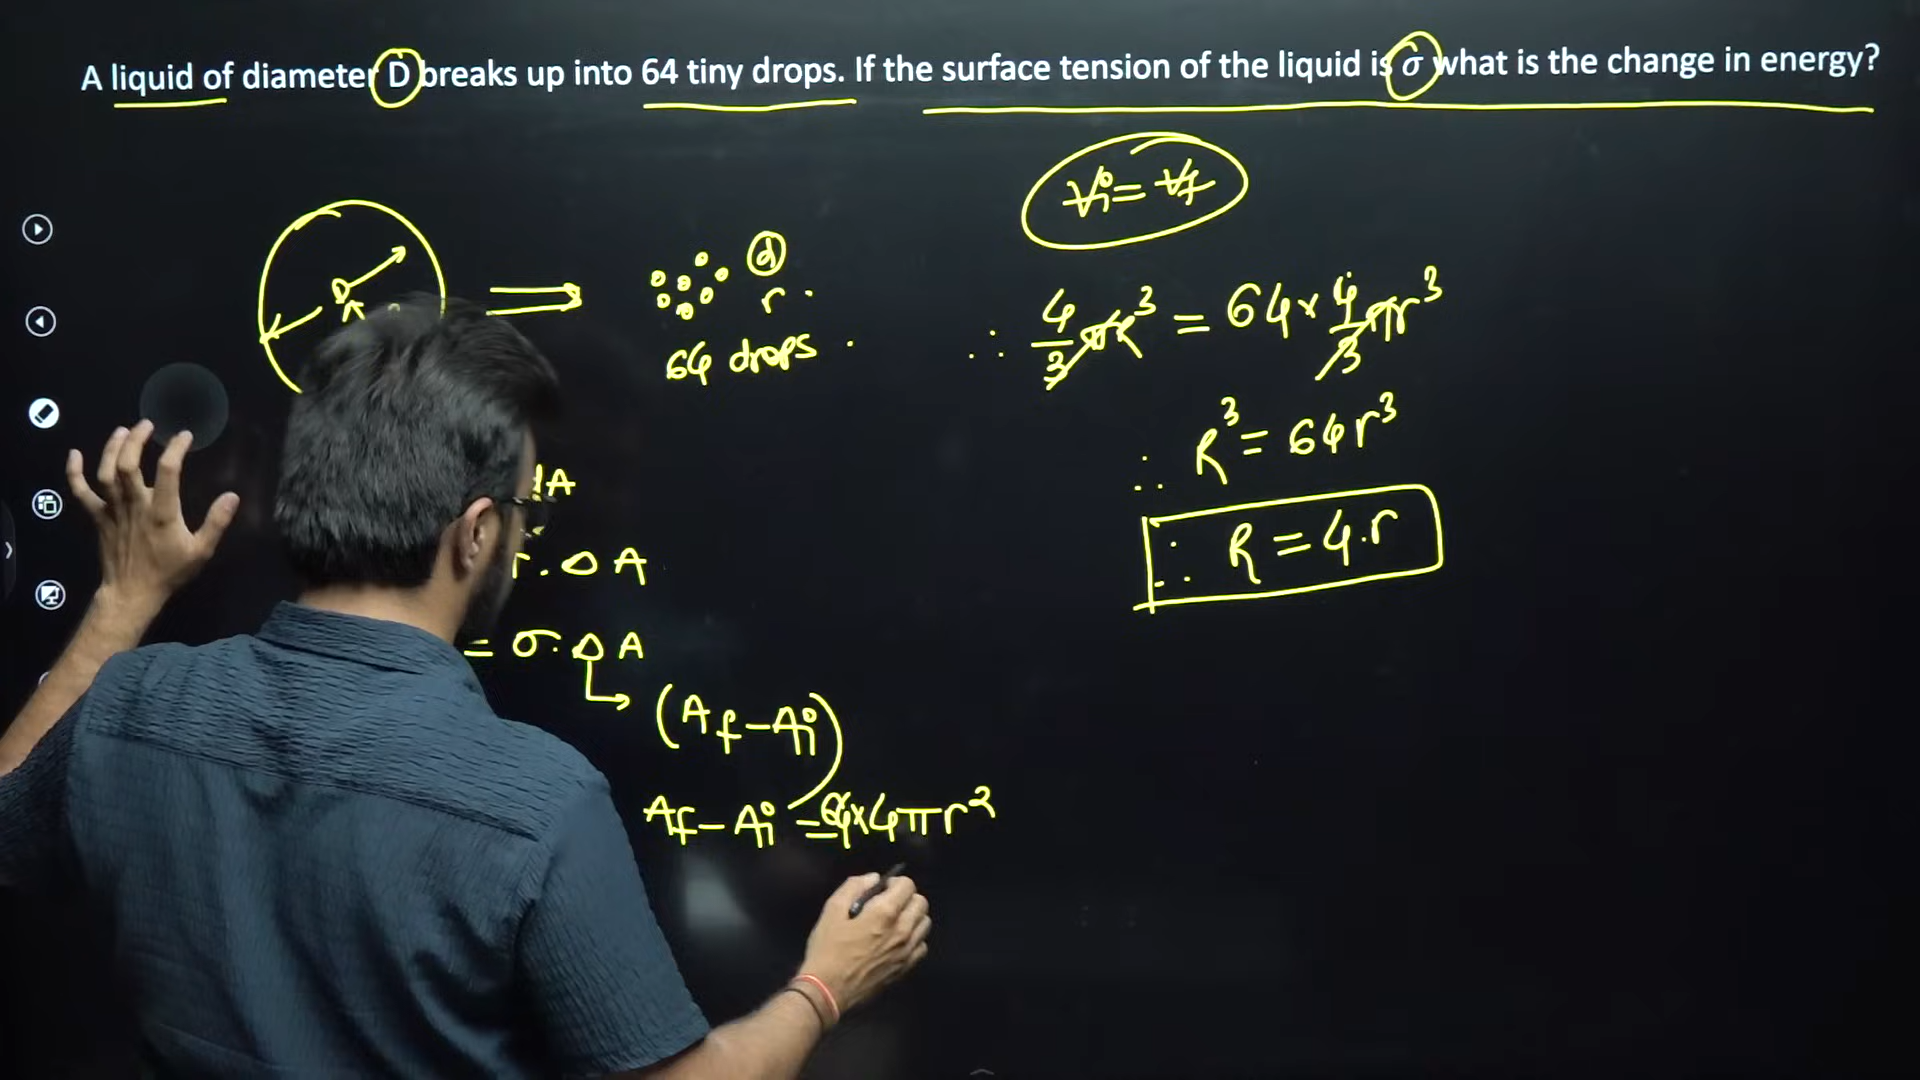 A liquid of diameter D breaks up into 64 tiny drops. If the surface tension of the liquid is σ what is the change in energy?
D
d
r .
64 drops .
dA
. △ A
= σ. △ A
(Af - Ai)
Af - Ai = 64 × 4πr²
Vi = Vf
∴ 4/3 πR³ = 64 × 4/3 πr³
∴ R³ = 64r³
∴ R = 4.r